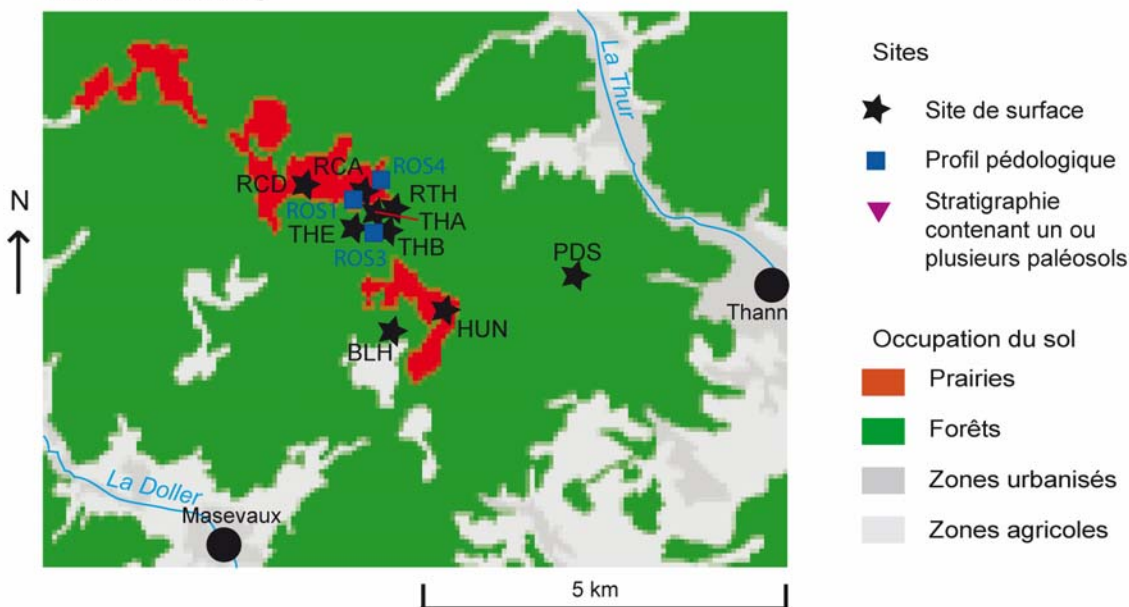 La Thur
RCA
ROS4
RCD
RTH
ROS1
THA
THE
THB
ROS3
PDS
Thann
HUN
BLH
La Doller
Masevaux
5 km
N
Sites
Site de surface
Profil pédologique
Stratigraphie
contenant un ou
plusieurs paléosols
Occupation du sol
Prairies
Forêts
Zones urbanisés
Zones agricoles